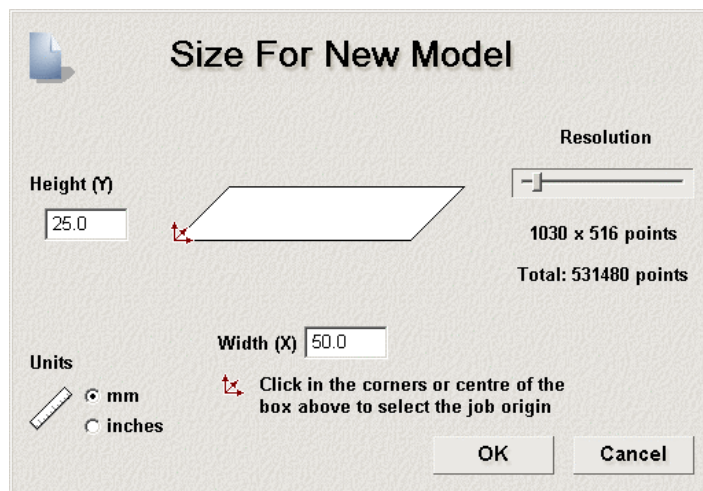 Size For New Model
Resolution
Height (Y)
25.0
1030 x 516 points
Total: 531480 points
Width (X) 50.0
Units
mm
inches
Click in the corners or centre of the
box above to select the job origin
OK
Cancel